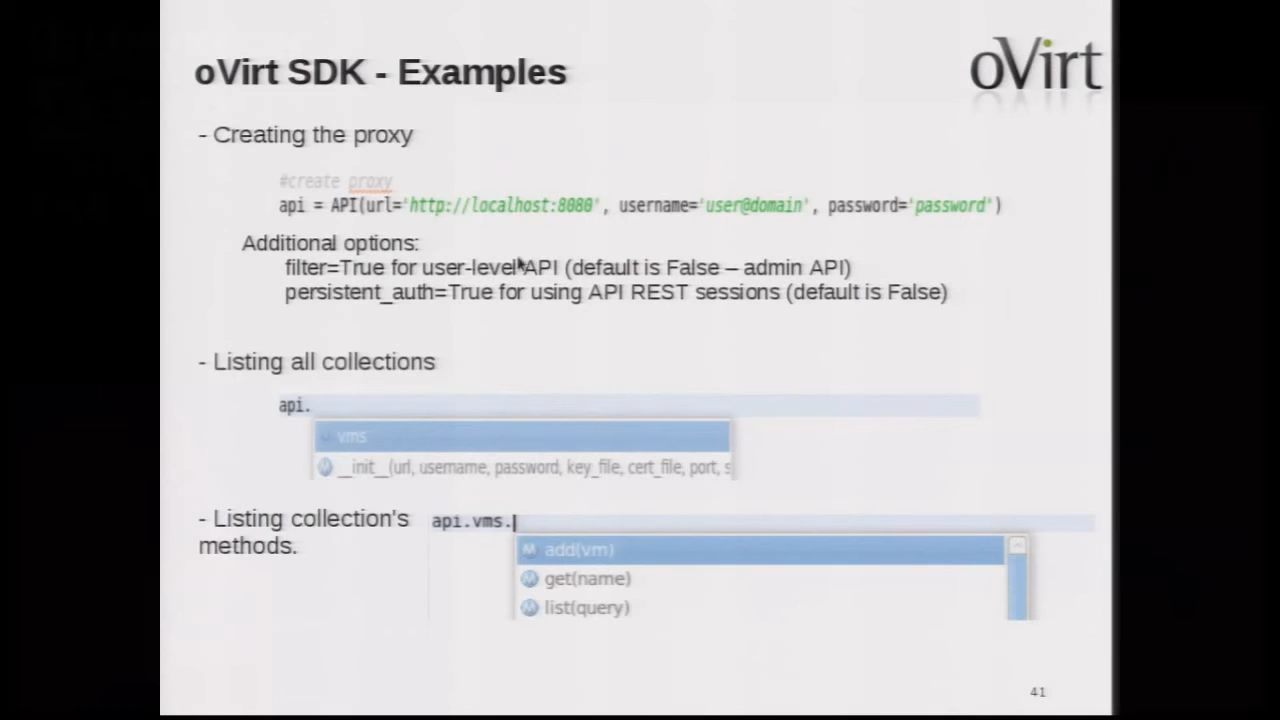 oVirt SDK - Examples
oVirt
- Creating the proxy
#create proxy
api = API(url='http://localhost:8080', username='user@domain', password='password')
Additional options:
filter=True for user-level API (default is False – admin API)
persistent_auth=True for using API REST sessions (default is False)
- Listing all collections
api.
vms
__init__(url, username, password, key_file, cert_file, port, s
- Listing collection's
methods.
api.vms.
add(vm)
get(name)
list(query)
41